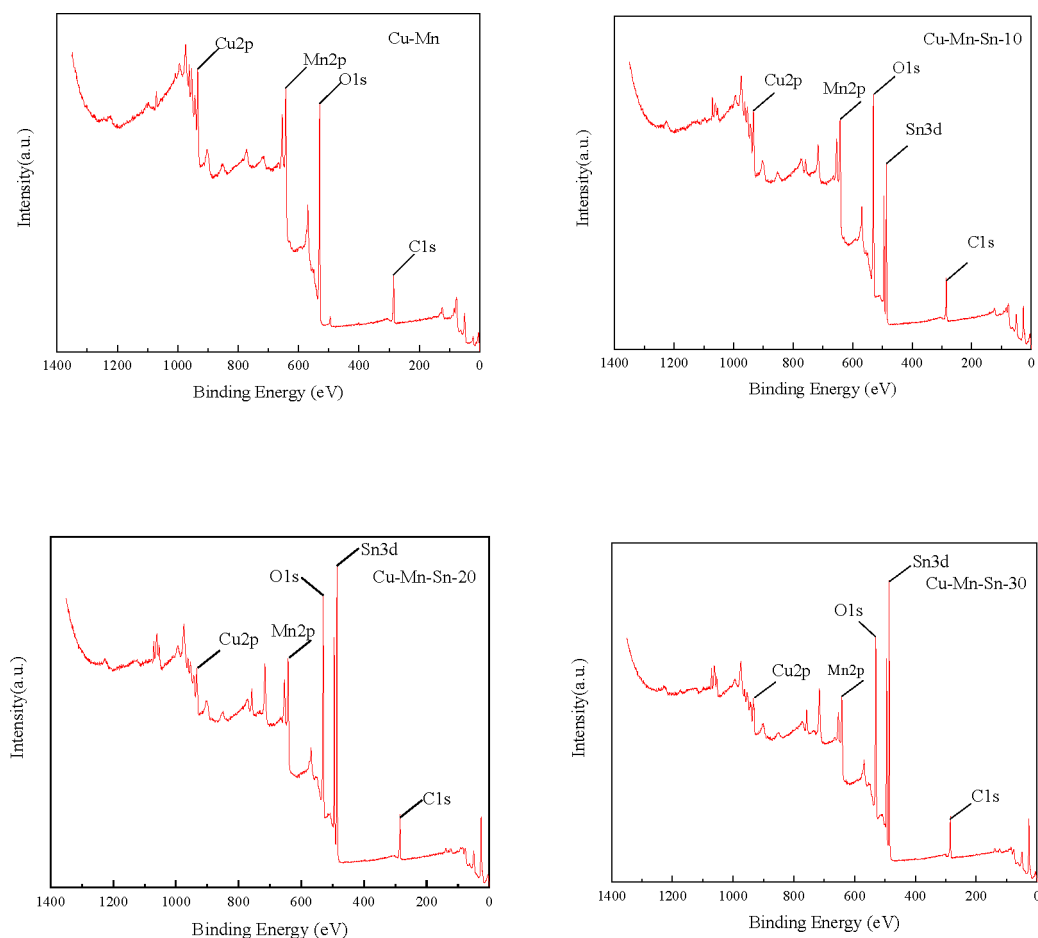 Cu-Mn
Cu2p
Mn2p
O1s
C1s
Intensity(a.u.)
1400 1200 1000 800 600 400 200 0
Binding Energy (eV)
Cu-Mn-Sn-10
O1s
Cu2p
Mn2p
Sn3d
C1s
Intensity(a.u.)
1400 1200 1000 800 600 400 200 0
Binding Energy (eV)
Sn3d
O1s
Cu-Mn-Sn-20
Cu2p
Mn2p
C1s
Intensity(a.u.)
1400 1200 1000 800 600 400 200 0
Binding Energy (eV)
Sn3d
Cu-Mn-Sn-30
O1s
Cu2p
Mn2p
C1s
Intensity(a.u.)
1400 1200 1000 800 600 400 200 0
Binding Energy (eV)